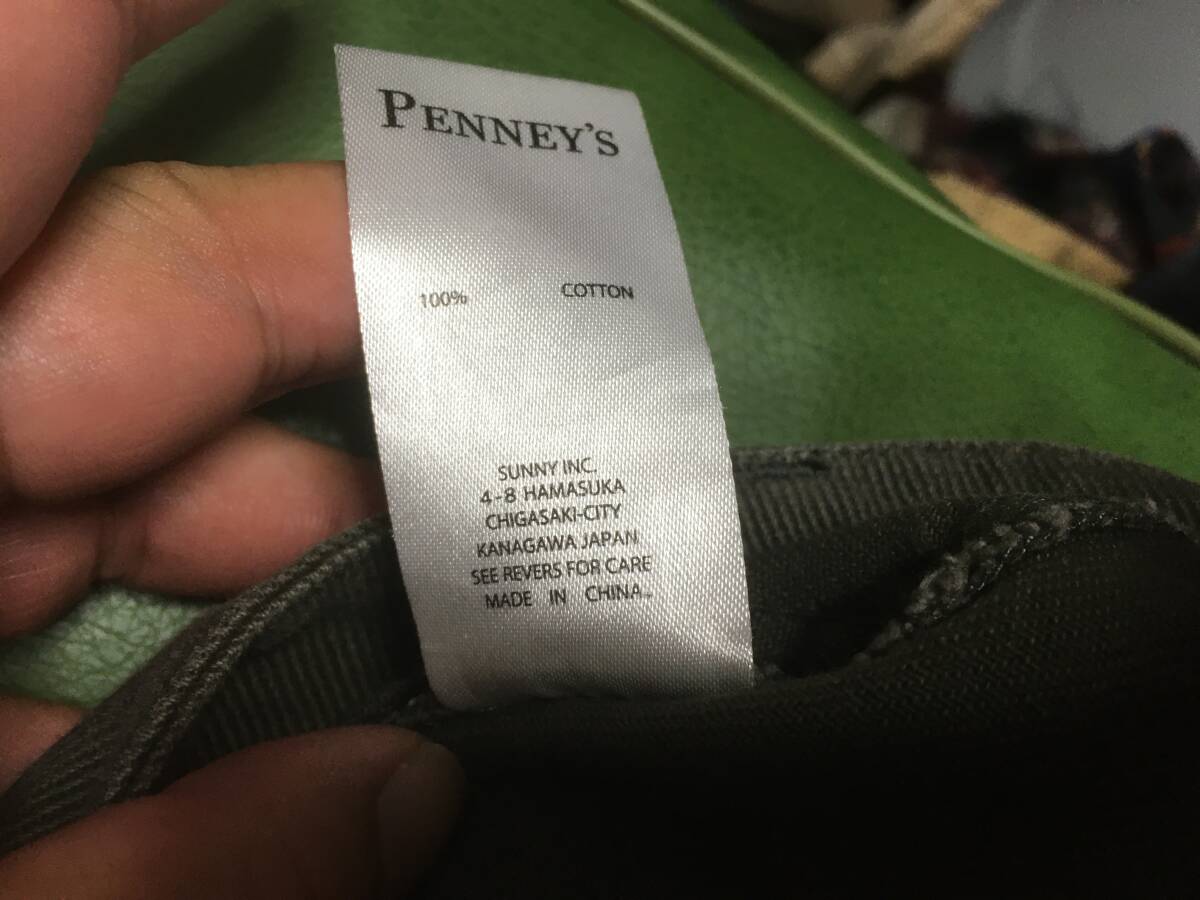 PENNEY'S
100% COTTON
SUNNY INC.
4-8 HAMASUKA
CHIGASAKI-CITY
KANAGAWA JAPAN
SEE REVERS FOR CARE
MADE IN CHINA